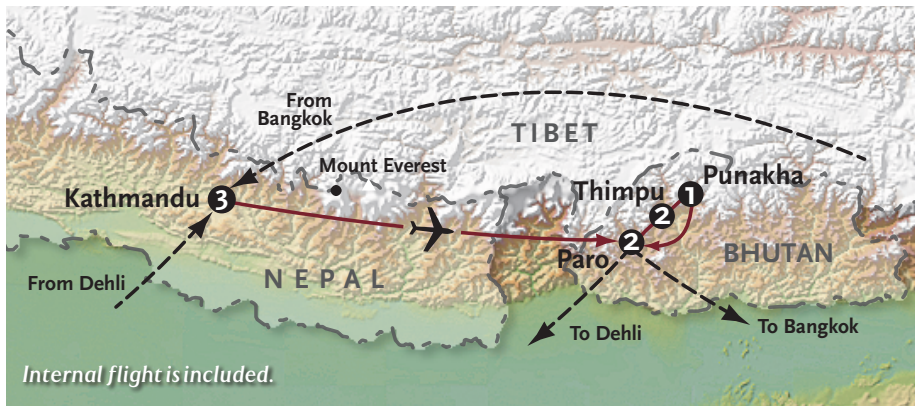 From
Bangkok
TIBET
Mount Everest
Punakha
Thimpu
1
Kathmandu
3
2
2
Paro
BHUTAN
From Dehli
NEPAL
To Dehli
To Bangkok
Internal flight is included.